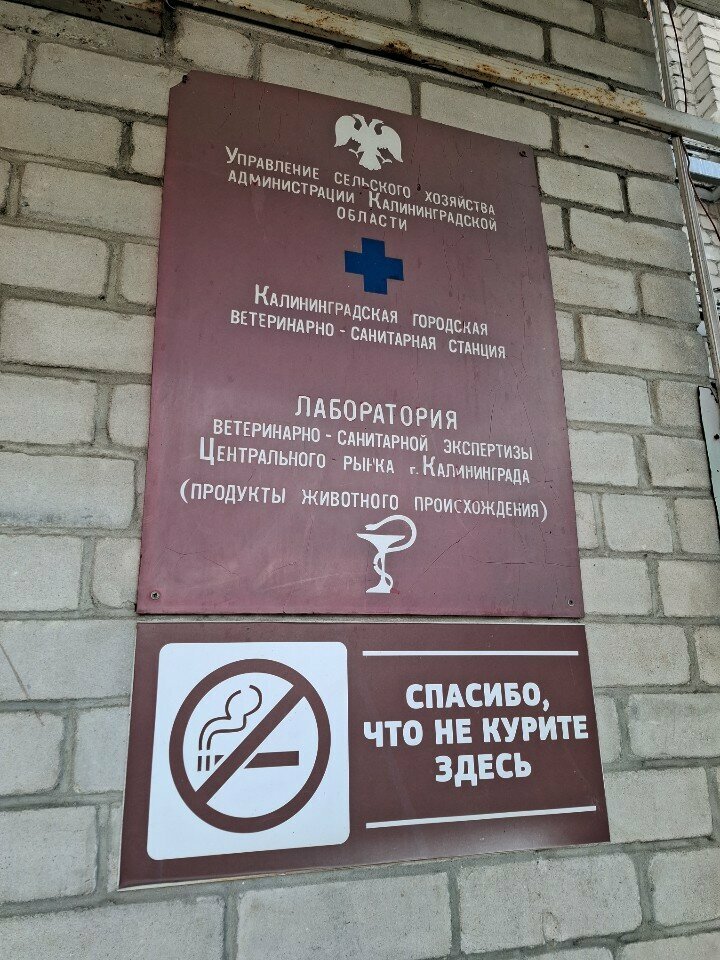 Управление сельского хозяйства
администрации Калининградской
области
Калининградская городская
ветеринарно - санитарная станция
ЛАБОРАТОРИЯ
ветеринарно - санитарной экспертизы
Центрального рынка г. Калининграда
(продукты животного происхождения)
СПАСИБО,
ЧТО НЕ КУРИТЕ
ЗДЕСЬ